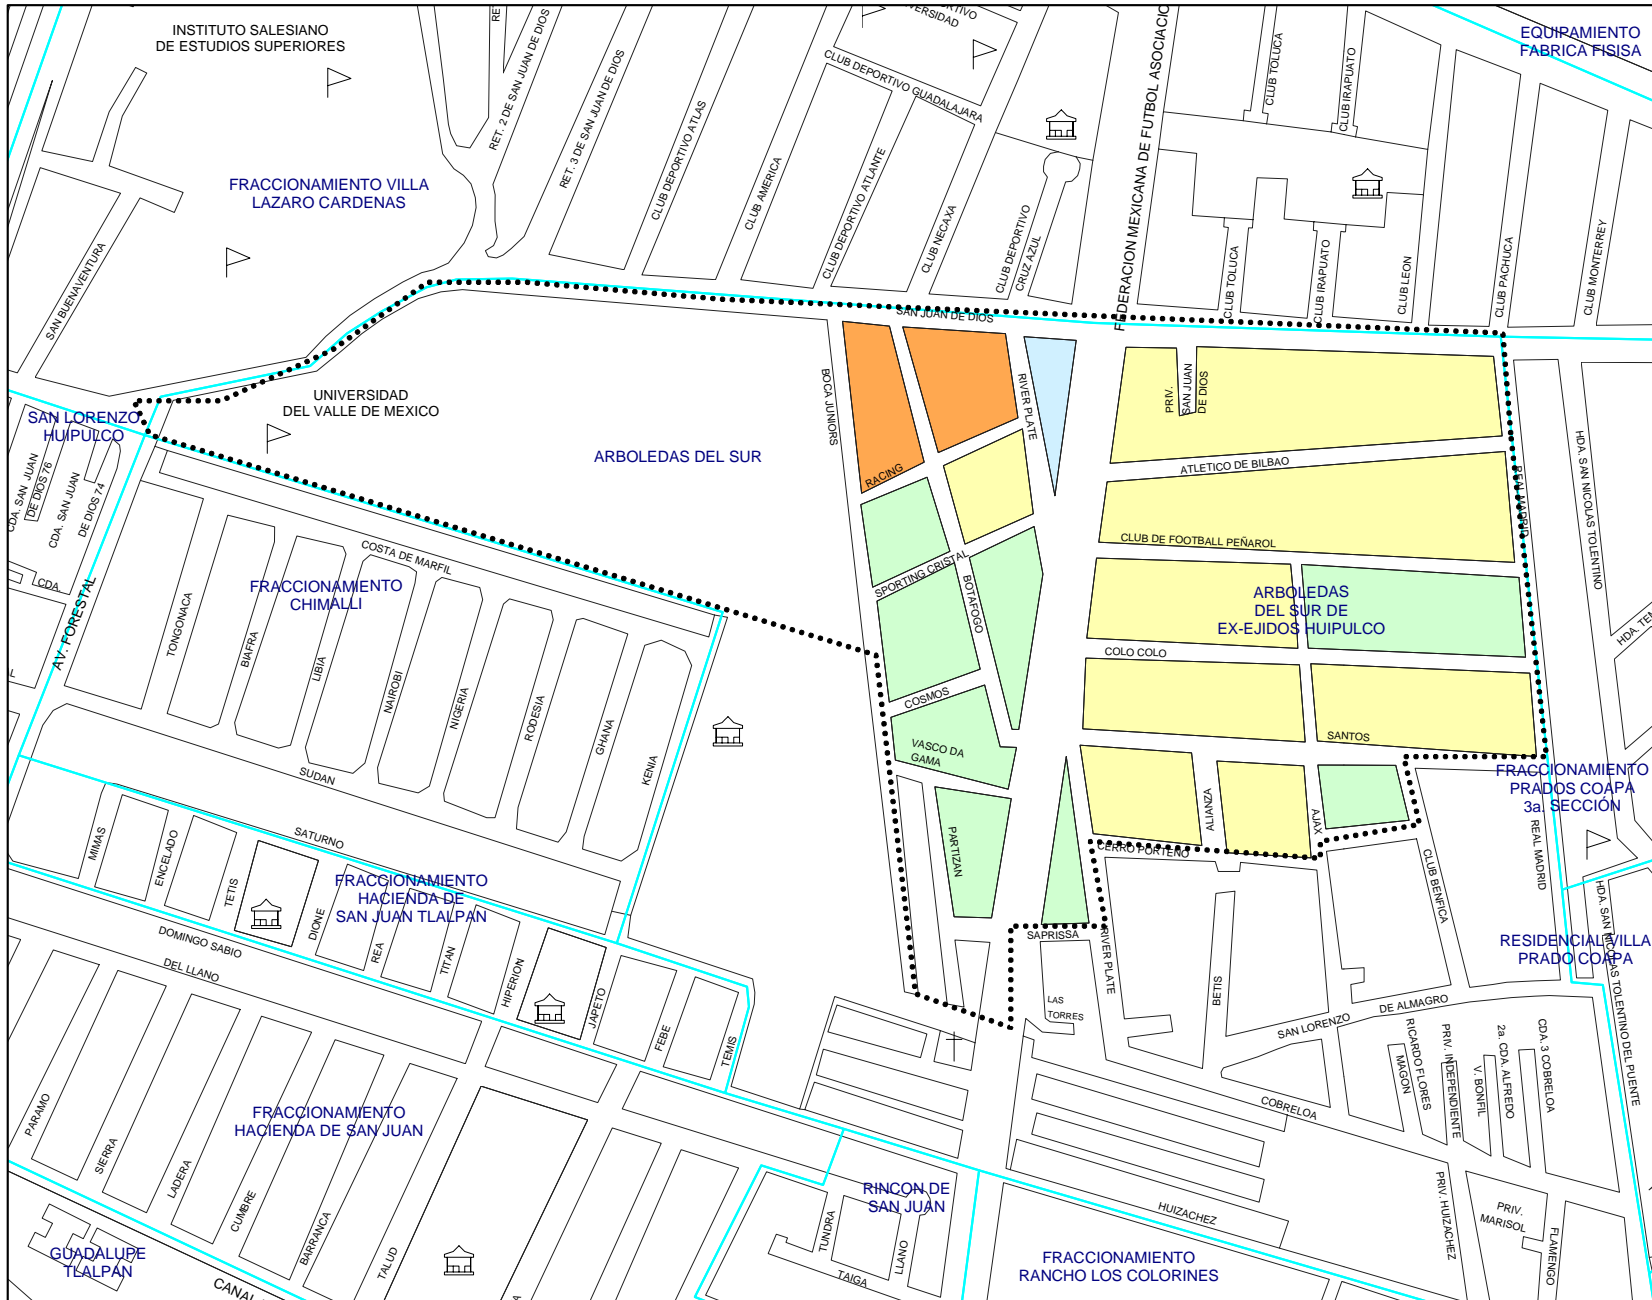 INSTITUTO SALESIANO
DE ESTUDIOS SUPERIORES
RET. 2 DE SAN JUAN DE DIOS
RET. 3 DE SAN JUAN DE DIOS
CLUB DEPORTIVO ATLAS
CLUB AMERICA
CLUB DEPORTIVO ATLANTE
CLUB NECAXA
CLUB DEPORTIVO GUADALAJARA
CLUB DEPORTIVO
CRUZ AZUL
FEDERACION MEXICANA DE FUTBOL ASOCIACIO
CLUB TOLUCA
CLUB IRAPUATO
EQUIPAMIENTO
FABRICA FISISA
CLUB TOLUCA
CLUB IRAPUATO
CLUB LEON
CLUB PACHUCA
CLUB MONTERREY
FRACCIONAMIENTO VILLA
LAZARO CARDENAS
SAN BUENAVENTURA
SAN JUAN DE DIOS
UNIVERSIDAD
DEL VALLE DE MEXICO
SAN LORENZO
HUIPULCO
CDA. SAN JUAN
DE DIOS 76
CDA. SAN JUAN
DE DIOS 74
CDA.
AV. FORESTAL
ARBOLEDAS DEL SUR
BOCA JUNIORS
RACING
RIVER PLATE
PRIV.
SAN JUAN
DE DIOS
ATLETICO DE BILBAO
REAL MADRID
HDA. SAN NICOLAS TOLENTINO
CLUB DE FOOTBALL PEÑAROL
COSTA DE MARFIL
FRACCIONAMIENTO
CHIMALLI
TONGONACA
BIAFRA
LIBIA
NAIROBI
NIGERIA
RODESIA
GHANA
KENIA
SUDAN
SPORTING CRISTAL
BOTAFOGO
COSMOS
VASCO DA
GAMA
PARTIZAN
ARBOLEDAS
DEL SUR DE
EX-EJIDOS HUIPULCO
COLO COLO
SANTOS
ALIANZA
AJAX
CERRO PORTEÑO
FRACCIONAMIENTO
PRADOS COAPA
3a. SECCIÓN
REAL MADRID
CLUB BENFICA
HDA. SAN NICOLAS TOLENTINO DEL PUENTE
RESIDENCIAL VILLA
PRADO COAPA
SATURNO
MIMAS
ENCELADO
TETIS
DIONE
REA
TITAN
HIPERION
JAPETO
FEBE
TEMIS
FRACCIONAMIENTO
HACIENDA DE
SAN JUAN TLALPAN
DOMINGO SABIO
DEL LLANO
SAPRISSA
RIVER PLATE
LAS
TORRES
BETIS
SAN LORENZO
DE ALMAGRO
RICARDO FLORES
MAGON
PRIV. INDEPENDIENTE
V. BONFIL
2a. CDA. ALFREDO
CDA. 3 COBRELOA
COBRELOA
FRACCIONAMIENTO
HACIENDA DE SAN JUAN
PARAMO
SIERRA
LADERA
CUMBRE
BARRANCA
TALUD
GUADALUPE
TLALPAN
CANAL
RINCON DE
SAN JUAN
TUNDRA
LLANO
TAIGA
HUIZACHEZ
PRIV. HUIZACHEZ
PRIV.
MARISOL
FLAMENGO
FRACCIONAMIENTO
RANCHO LOS COLORINES